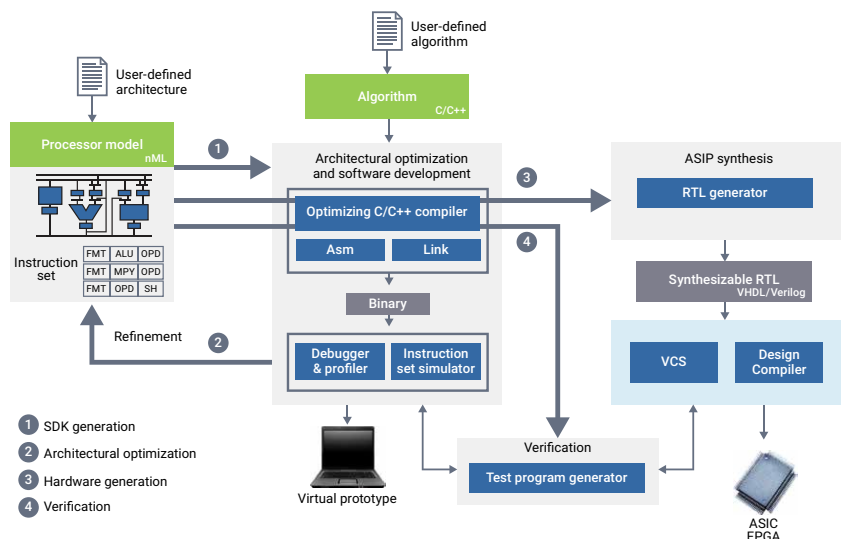 User-defined
algorithm
User-defined
architecture
Algorithm
C/C++
Processor model
nML
1
Architectural optimization
and software development
3
ASIP synthesis
RTL generator
Optimizing C/C++ compiler
4
Asm
Link
Instruction
set
FMT ALU OPD
FMT MPY OPD
FMT OPD SH
Synthesizable RTL
VHDL/Verilog
Binary
Refinement
2
Debugger
& profiler
Instruction
set simulator
VCS
Design
Compiler
1 SDK generation
2 Architectural optimization
3 Hardware generation
4 Verification
Virtual prototype
Verification
Test program generator
ASIC
FPGA